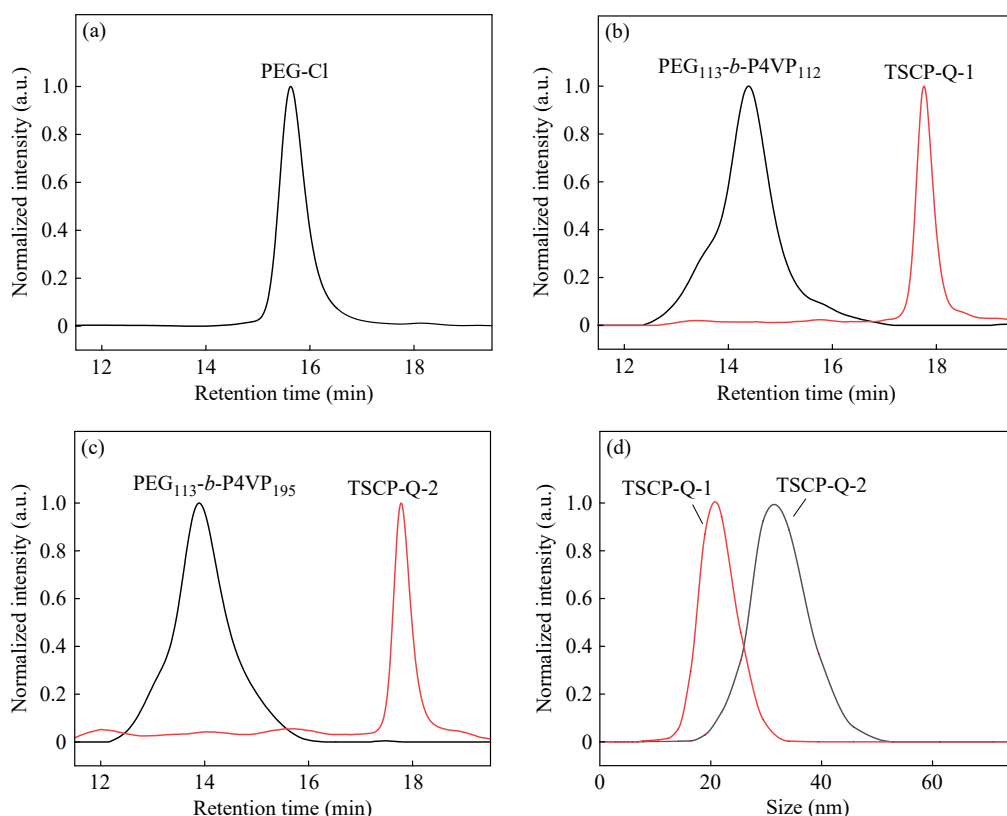 (a)
PEG-Cl
1.0
0.8
0.6
0.4
0.2
0
Normalized intensity (a.u.)
12 14 16 18
Retention time (min)
(b)
PEG₁₁₃-b-P4VP₁₁₂ TSCP-Q-1
1.0
0.8
0.6
0.4
0.2
0
Normalized intensity (a.u.)
12 14 16 18
Retention time (min)
(c)
PEG₁₁₃-b-P4VP₁₉₅ TSCP-Q-2
1.0
0.8
0.6
0.4
0.2
0
Normalized intensity (a.u.)
12 14 16 18
Retention time (min)
(d)
TSCP-Q-1 TSCP-Q-2
1.0
0.8
0.6
0.4
0.2
0
Normalized intensity (a.u.)
0 20 40 60
Size (nm)